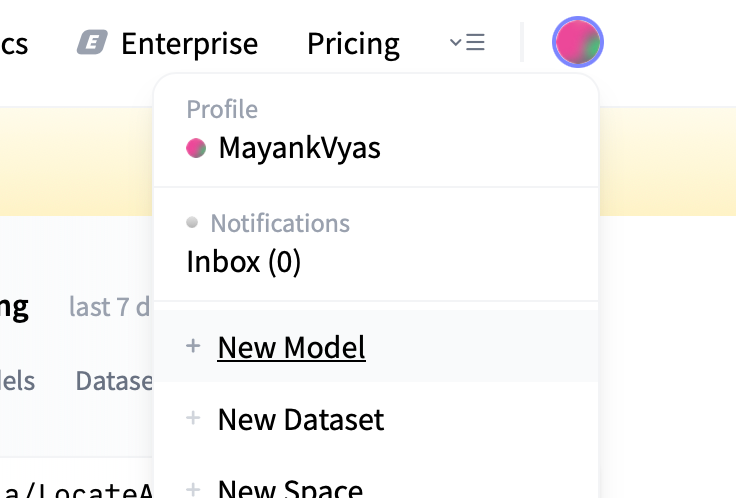 cs E Enterprise Pricing
Profile
MayankVyas
Notifications
Inbox (0)
ng last 7 d
+ New Model
els Datase
+ New Dataset
a/LocateA
+ New Space